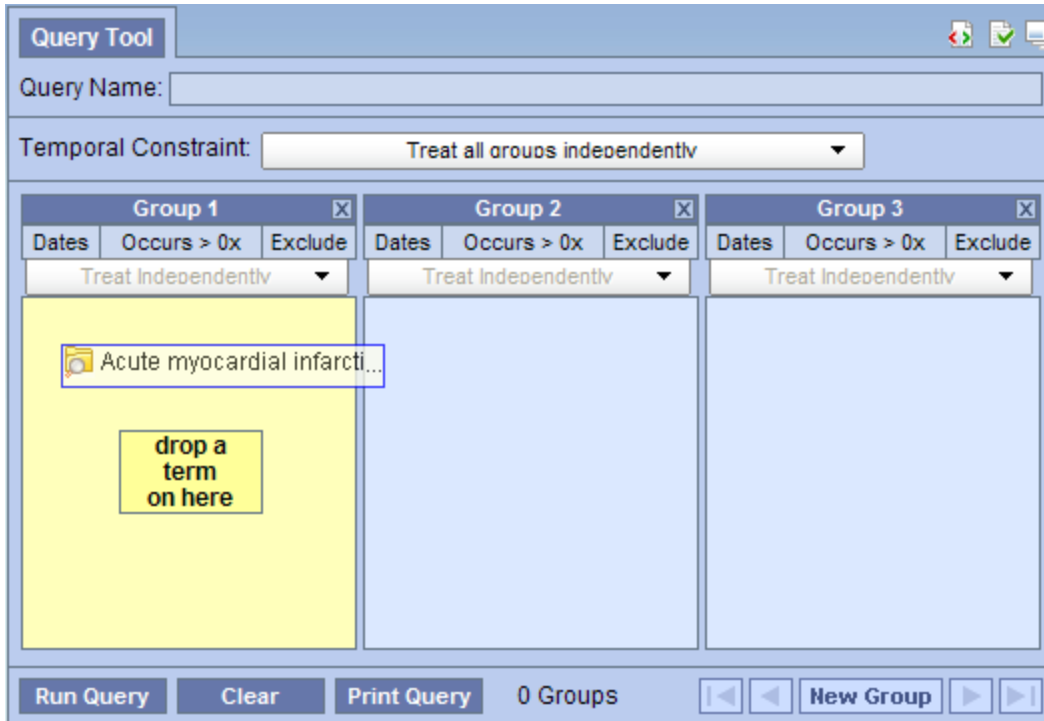 Query Tool
Query Name:
Temporal Constraint: Treat all groups independently
Group 1 X Group 2 X Group 3 X
Dates Occurs > 0x Exclude Dates Occurs > 0x Exclude Dates Occurs > 0x Exclude
Treat Independently Treat Independently Treat Independently
Acute myocardial infarcti...
drop a
term
on here
Run Query Clear Print Query 0 Groups New Group